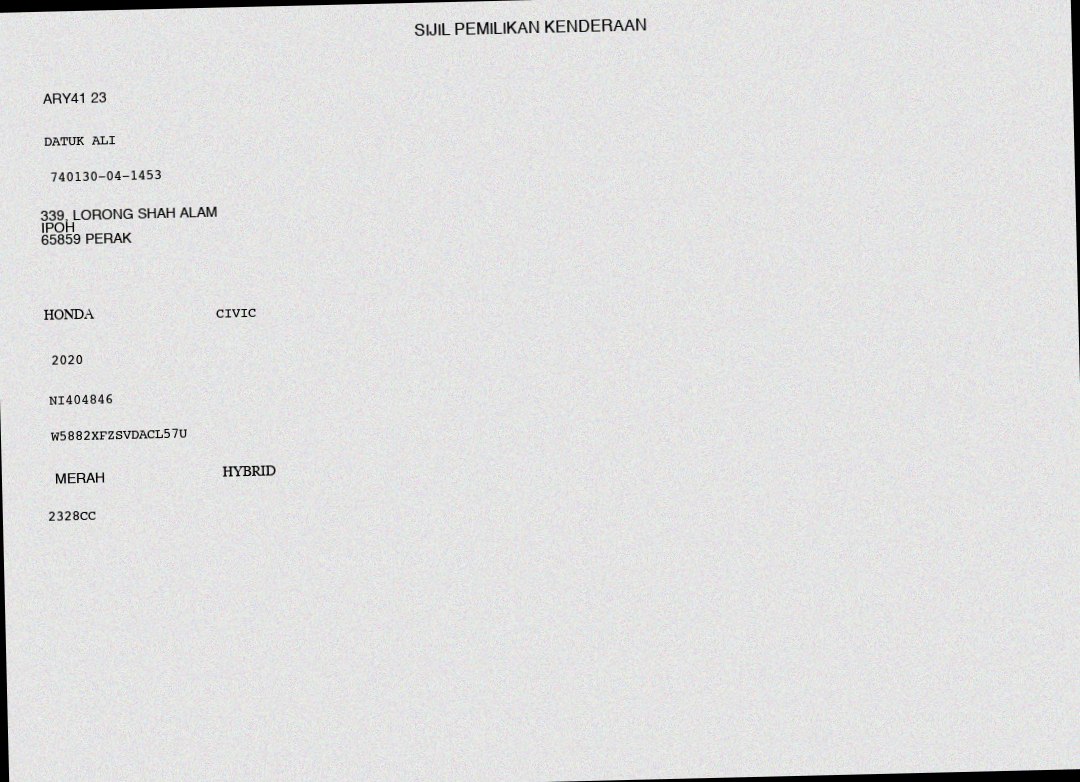 SIJIL PEMILIKAN KENDERAAN
ARY41 23
DATUK ALI
740130-04-1453
339, LORONG SHAH ALAM
IPOH
65859 PERAK
HONDA CIVIC
2020
NI404846
W5882XFZSVDACL57U
MERAH HYBRID
2328CC